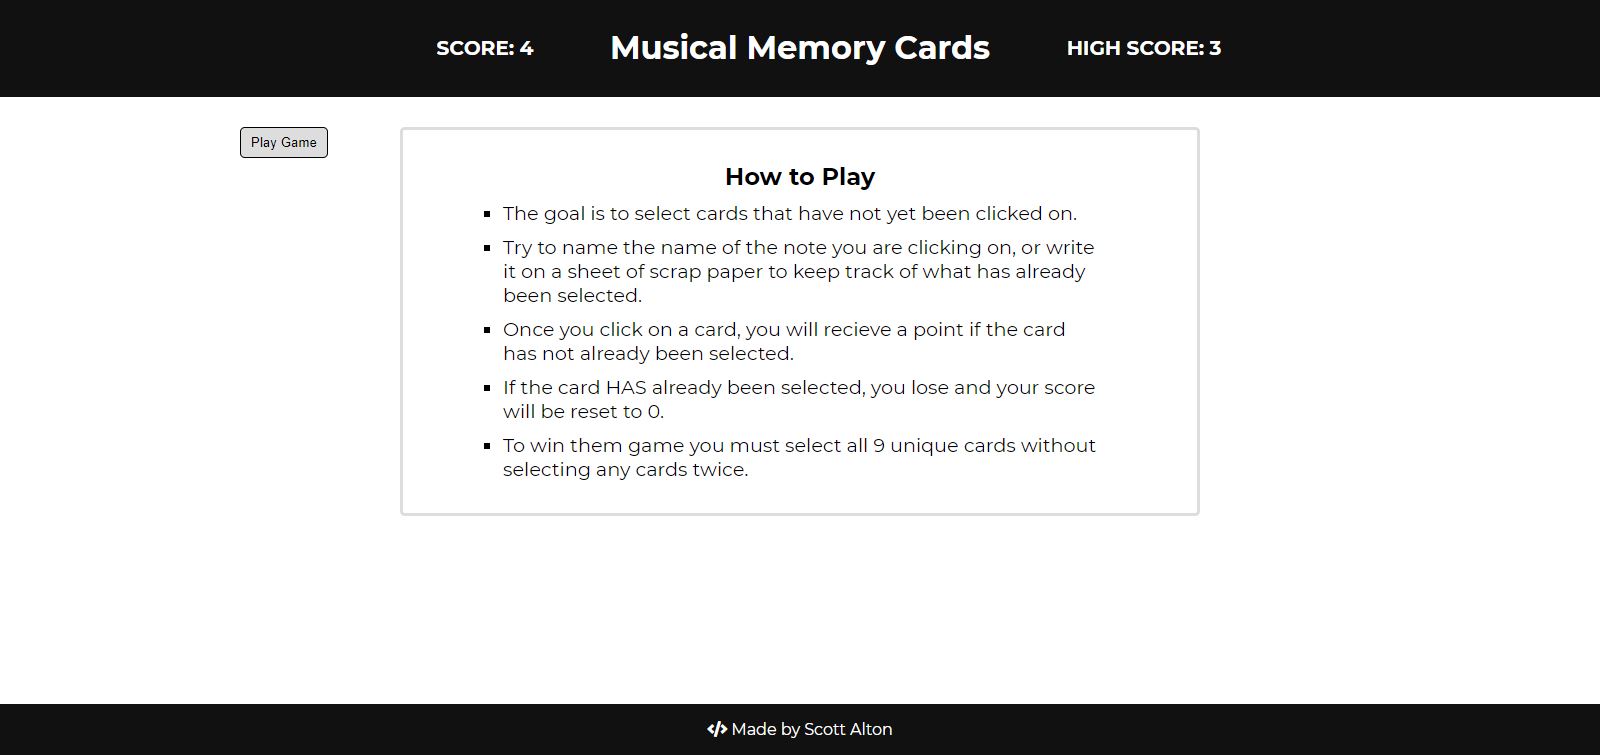 SCORE: 4
Musical Memory Cards
HIGH SCORE: 3
Play Game
How to Play
The goal is to select cards that have not yet been clicked on.
Try to name the name of the note you are clicking on, or write
it on a sheet of scrap paper to keep track of what has already
been selected.
Once you click on a card, you will recieve a point if the card
has not already been selected.
If the card HAS already been selected, you lose and your score
will be reset to 0.
To win them game you must select all 9 unique cards without
selecting any cards twice.
Made by Scott Alton